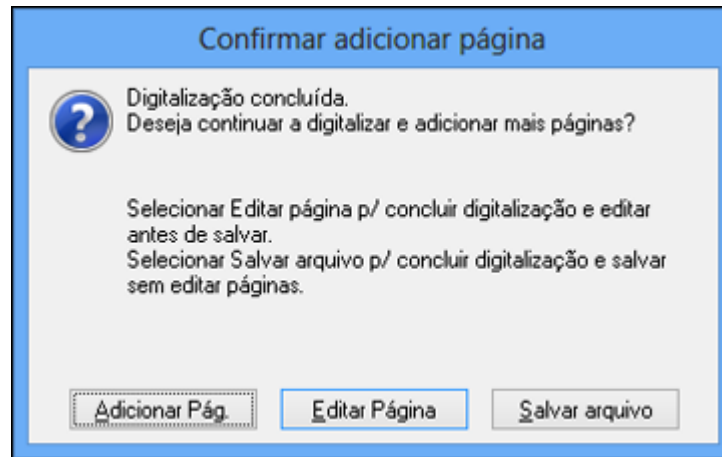 Confirmar adicionar página
Digitalização concluída.
Deseja continuar a digitalizar e adicionar mais páginas?
Selecionar Editar página p/ concluir digitalização e editar
antes de salvar.
Selecionar Salvar arquivo p/ concluir digitalização e salvar
sem editar páginas.
Adicionar Pág. Editar Página Salvar arquivo